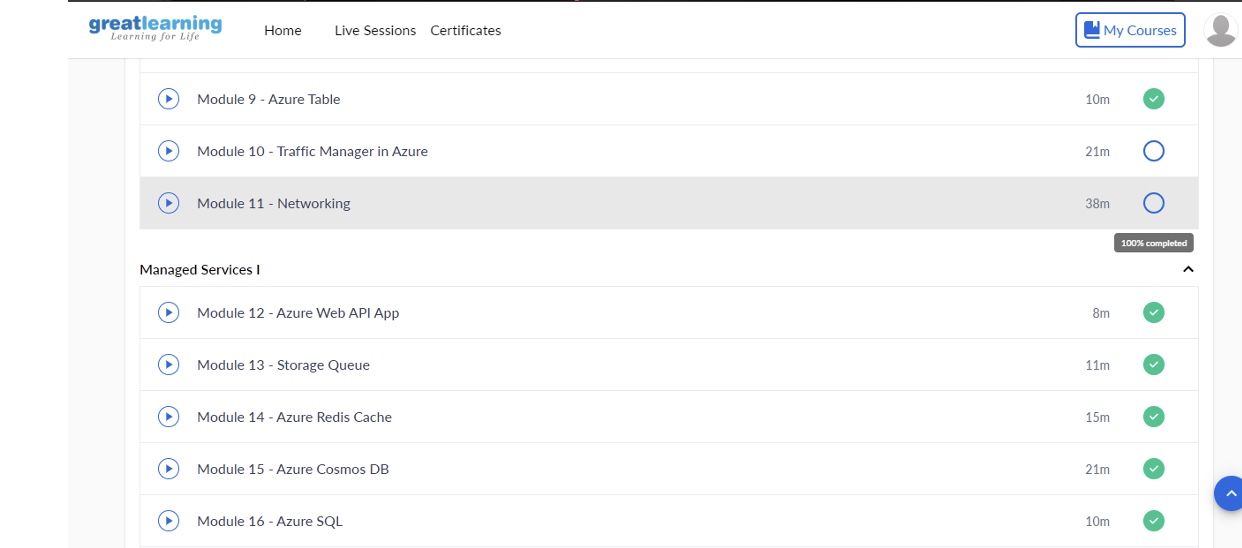 greatlearning
Learning for Life
Home Live Sessions Certificates My Courses
Module 9 - Azure Table 10m
Module 10 - Traffic Manager in Azure 21m
Module 11 - Networking 38m
100% completed
Managed Services I
Module 12 - Azure Web API App 8m
Module 13 - Storage Queue 11m
Module 14 - Azure Redis Cache 15m
Module 15 - Azure Cosmos DB 21m
Module 16 - Azure SQL 10m